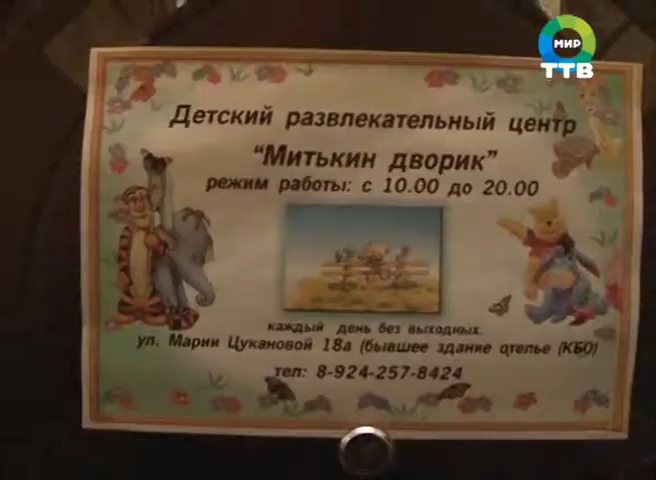 МИР
ТТВ
Детский развлекательный центр
"Митькин дворик"
режим работы: с 10.00 до 20.00
каждый день без выходных.
ул. Марии Цукановой 18а (бывшее здание отелье (КБО)
тел: 8-924-257-8424